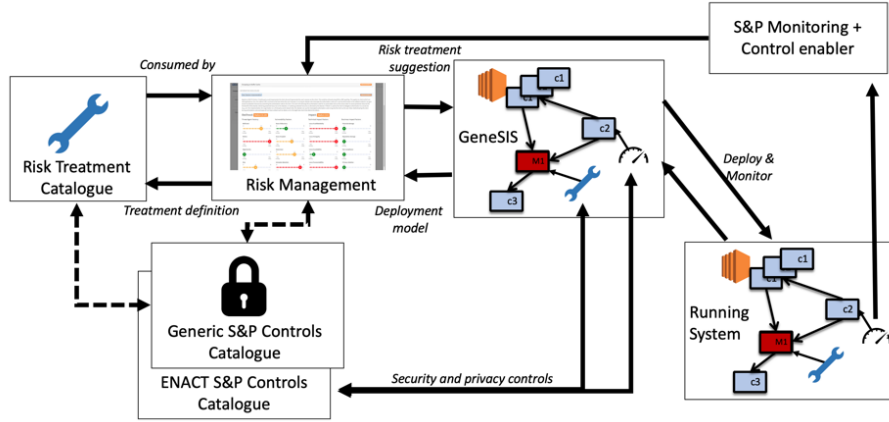 S&P Monitoring +
Control enabler
Consumed by
Risk treatment
suggestion
Risk Treatment
Catalogue
Risk Management
GeneSIS
c1
c1
c2
M1
c3
Treatment definition
Deployment
model
Deploy &
Monitor
Generic S&P Controls
Catalogue
ENACT S&P Controls
Catalogue
Security and privacy controls
Running
System
c1
c1
c2
M1
c3